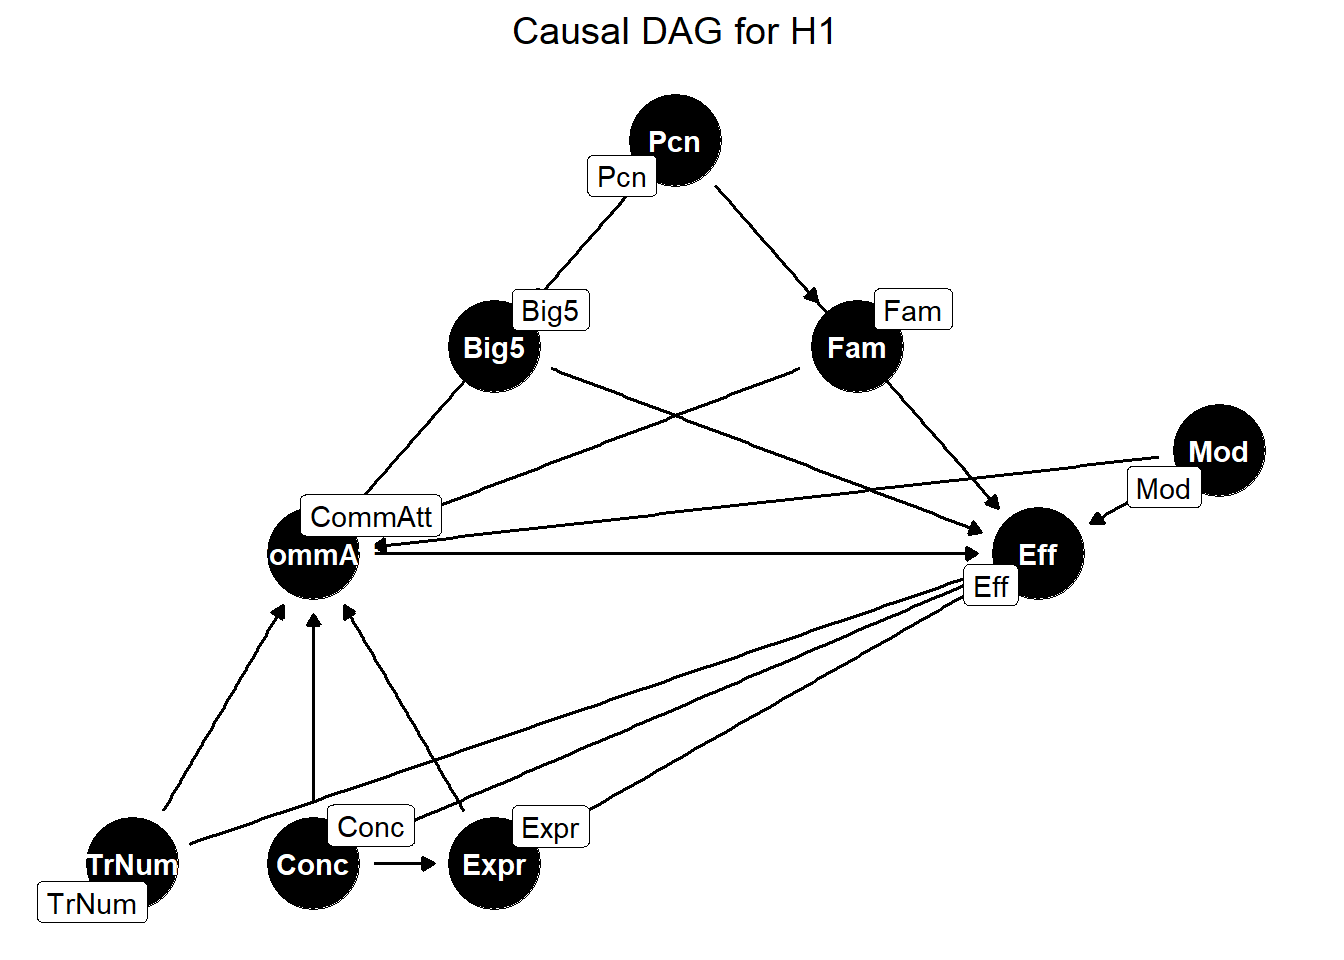 Causal DAG for H1
Pcn
Pcn
Big5
Fam
Big5
Fam
Mod
Mod
CommAtt
ommA
Eff
Eff
Conc
Expr
TrNum
Conc
Expr
TrNum